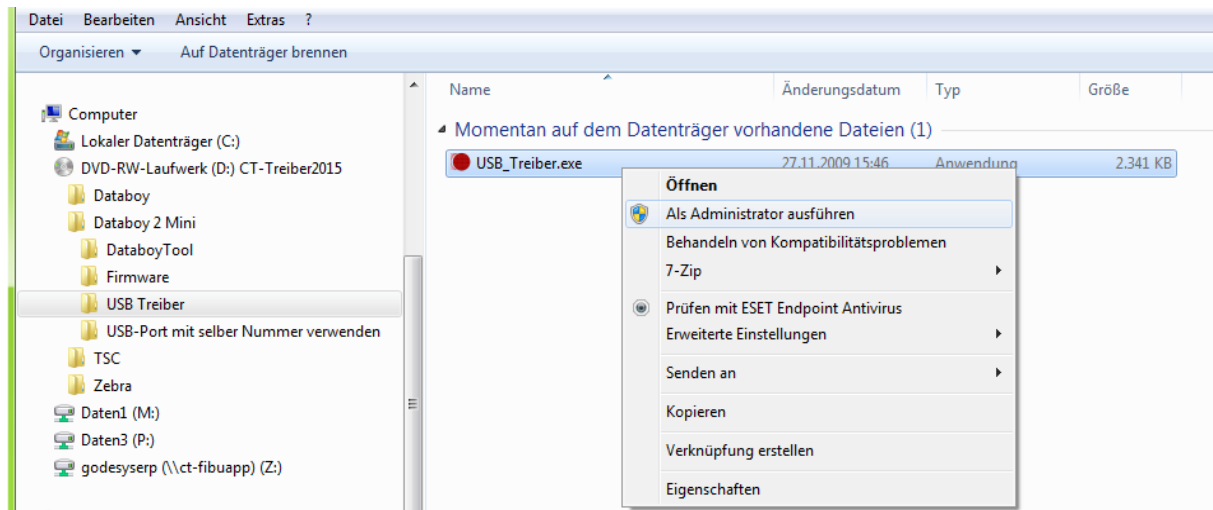 Datei Bearbeiten Ansicht Extras ?
Organisieren Auf Datenträger brennen
Computer
Lokaler Datenträger (C:)
DVD-RW-Laufwerk (D:) CT-Treiber2015
Databoy
Databoy 2 Mini
DataboyTool
Firmware
USB Treiber
USB-Port mit selber Nummer verwenden
TSC
Zebra
Daten1 (M:)
Daten3 (P:)
godesyserp (\\ct-fibuapp) (Z:)
Name Änderungsdatum Typ Größe
Momentan auf dem Datenträger vorhandene Dateien (1)
USB_Treiber.exe 27.11.2009 15:46 Anwendung 2.341 KB
Öffnen
Als Administrator ausführen
Behandeln von Kompatibilitätsproblemen
7-Zip
Prüfen mit ESET Endpoint Antivirus
Erweiterte Einstellungen
Senden an
Kopieren
Verknüpfung erstellen
Eigenschaften